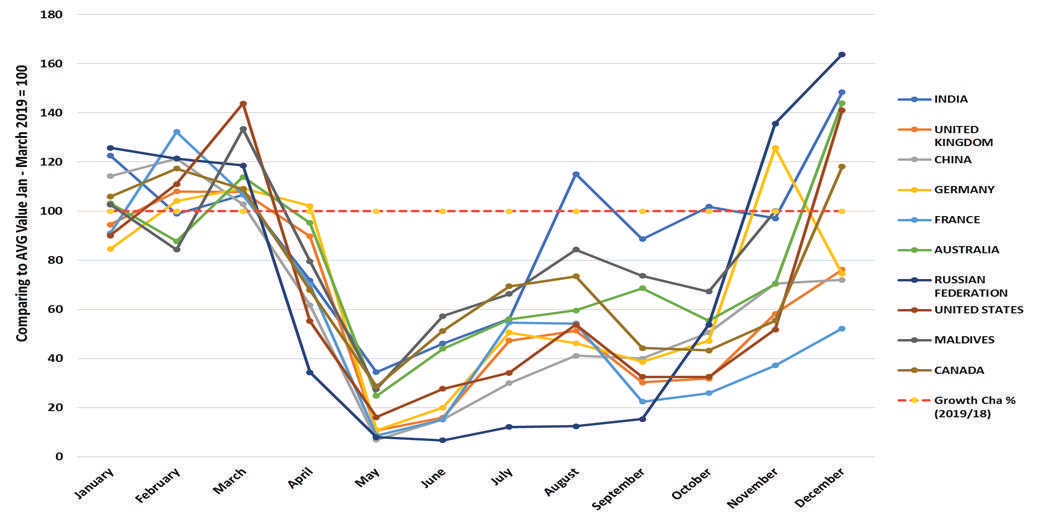 Comparing to AVG Value Jan - March 2019 = 100
180
160
140
120
100
80
60
40
20
0
January
February
March
April
May
June
July
August
September
October
November
December
INDIA
UNITED
KINGDOM
CHINA
GERMANY
FRANCE
AUSTRALIA
RUSSIAN
FEDERATION
UNITED STATES
MALDIVES
CANADA
Growth Cha %
(2019/18)